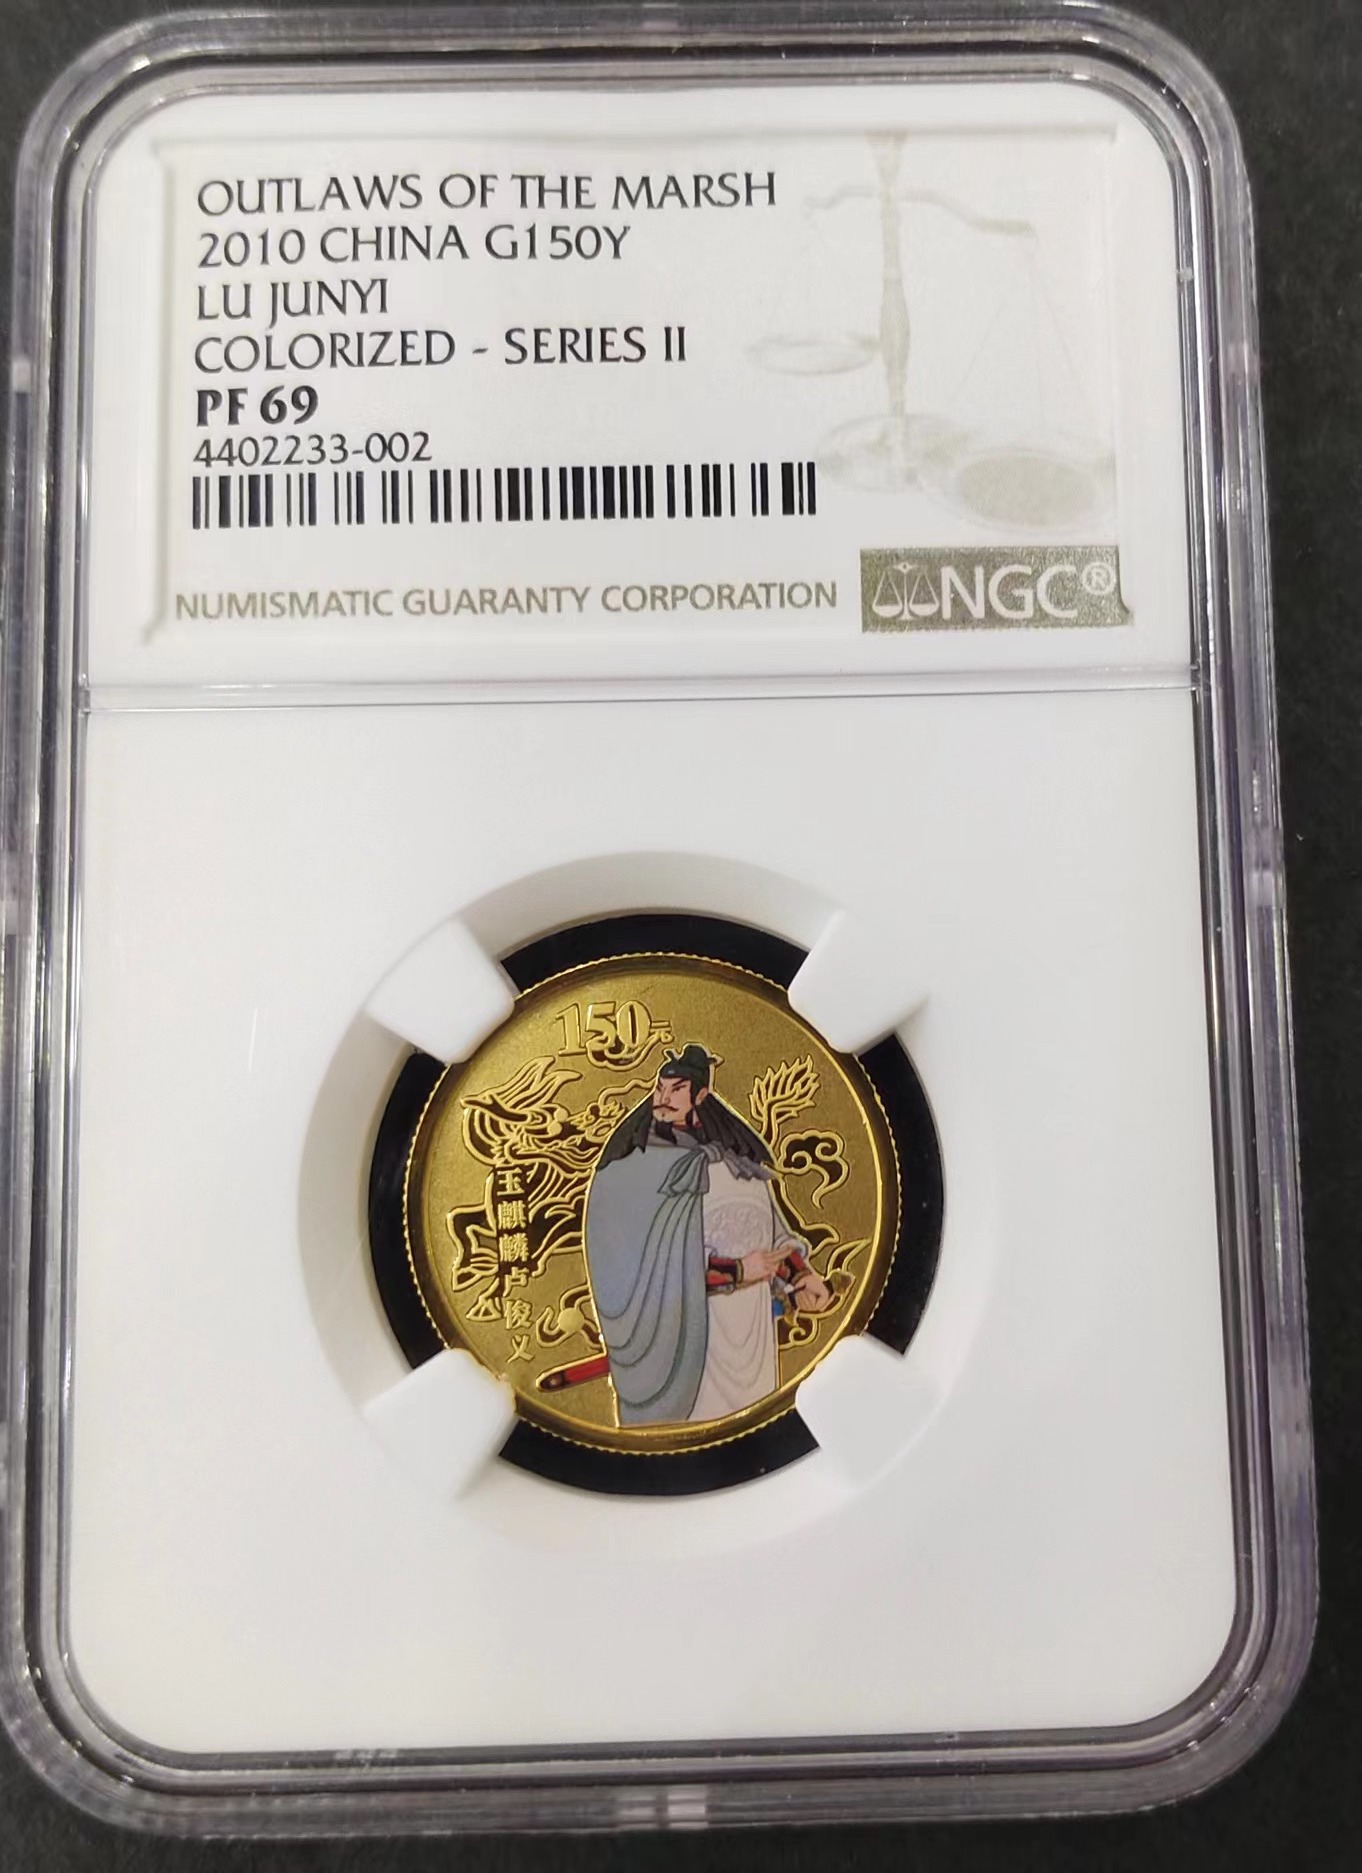 OUTLAWS OF THE MARSH
2010 CHINA G150Y
LU JUNYI
COLORIZED - SERIES II
PF 69
4402233-002
NUMISMATIC GUARANTY CORPORATION NGC®
150元
玉麒麟卢俊义